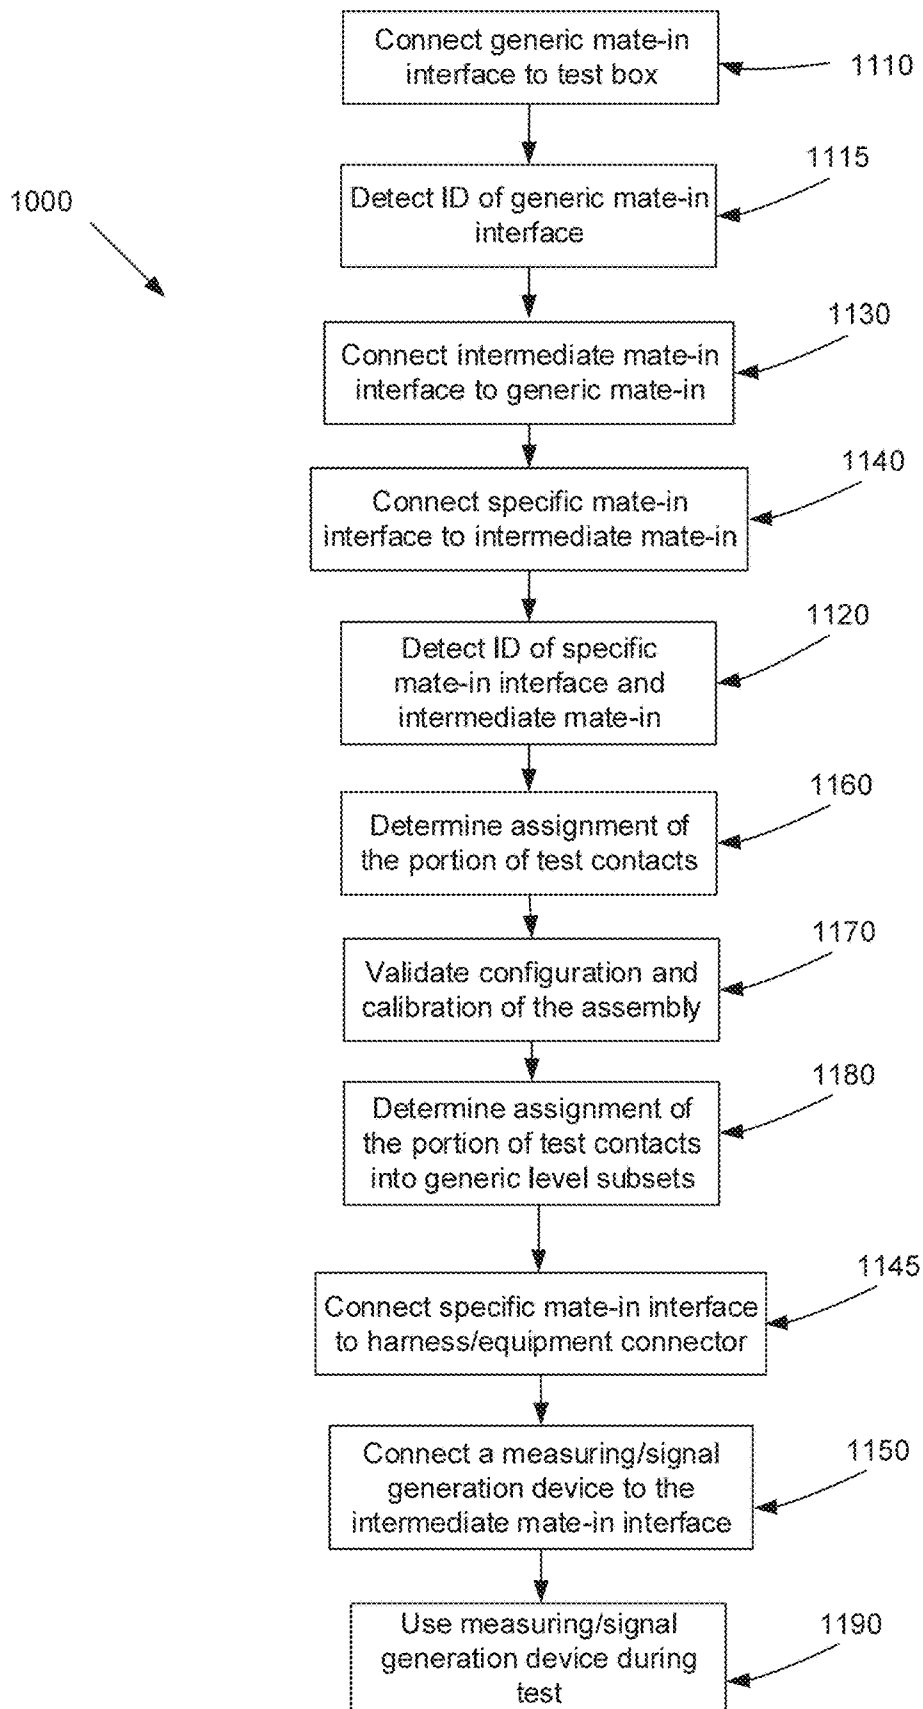 Connect generic mate-in
interface to test box
1110
1115
Detect ID of generic mate-in
interface
1000
1130
Connect intermediate mate-in
interface to generic mate-in
1140
Connect specific mate-in
interface to intermediate mate-in
1120
Detect ID of specific
mate-in interface and
intermediate mate-in
1160
Determine assignment of
the portion of test contacts
1170
Validate configuration and
calibration of the assembly
1180
Determine assignment of
the portion of test contacts
into generic level subsets
1145
Connect specific mate-in interface
to harness/equipment connector
1150
Connect a measuring/signal
generation device to the
intermediate mate-in interface
1190
Use measuring/signal
generation device during
test